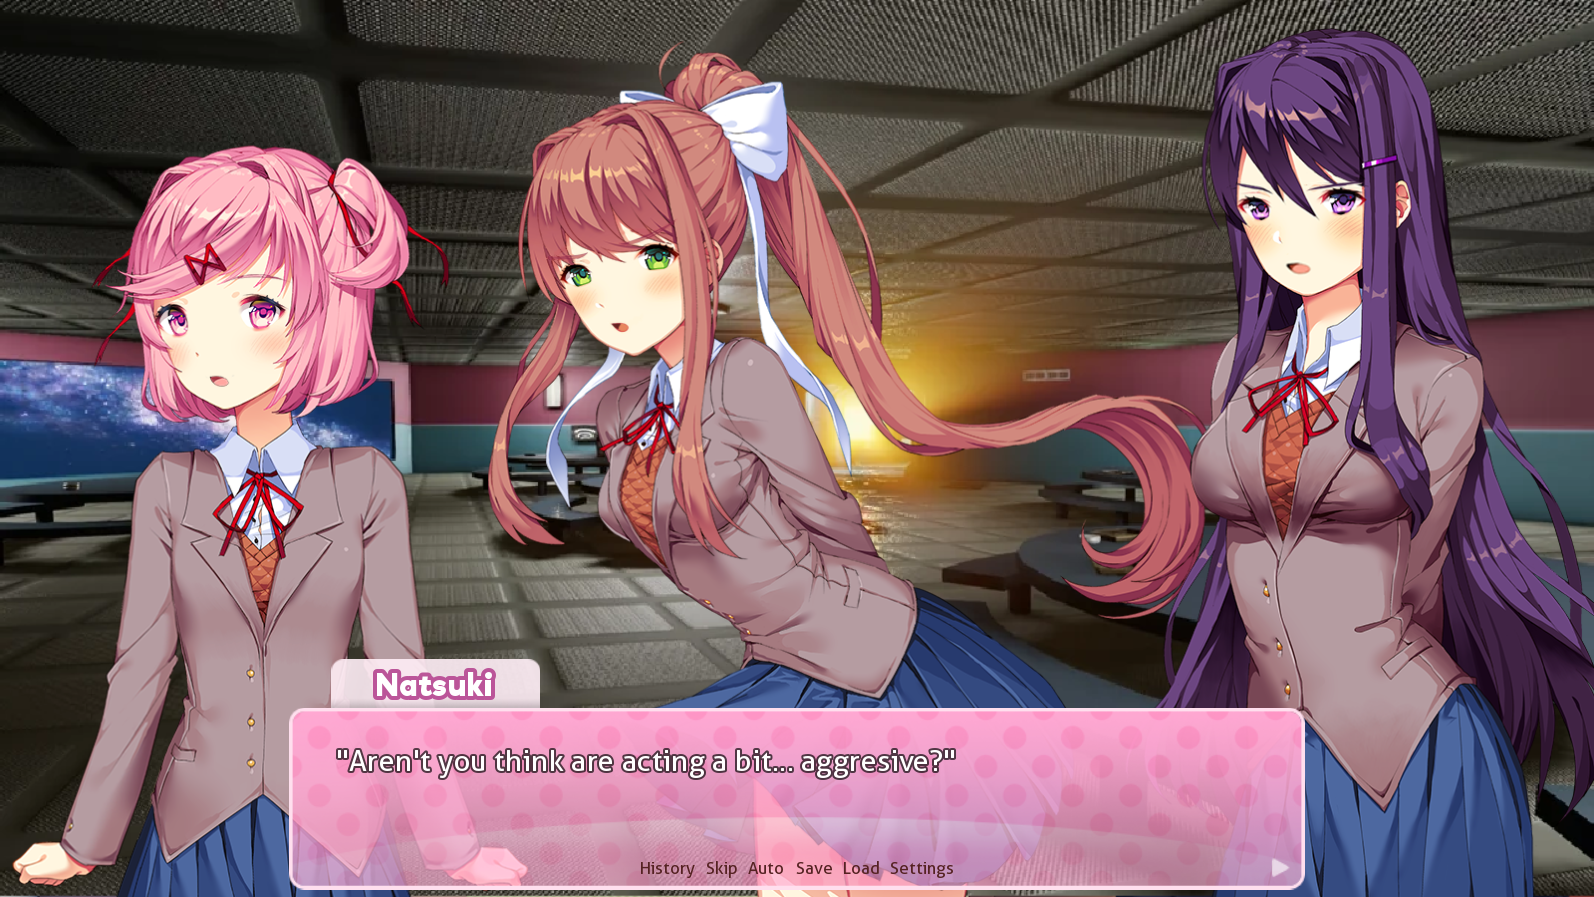 Natsuki
"Aren't you think are acting a bit... aggresive?"
History Skip Auto Save Load Settings